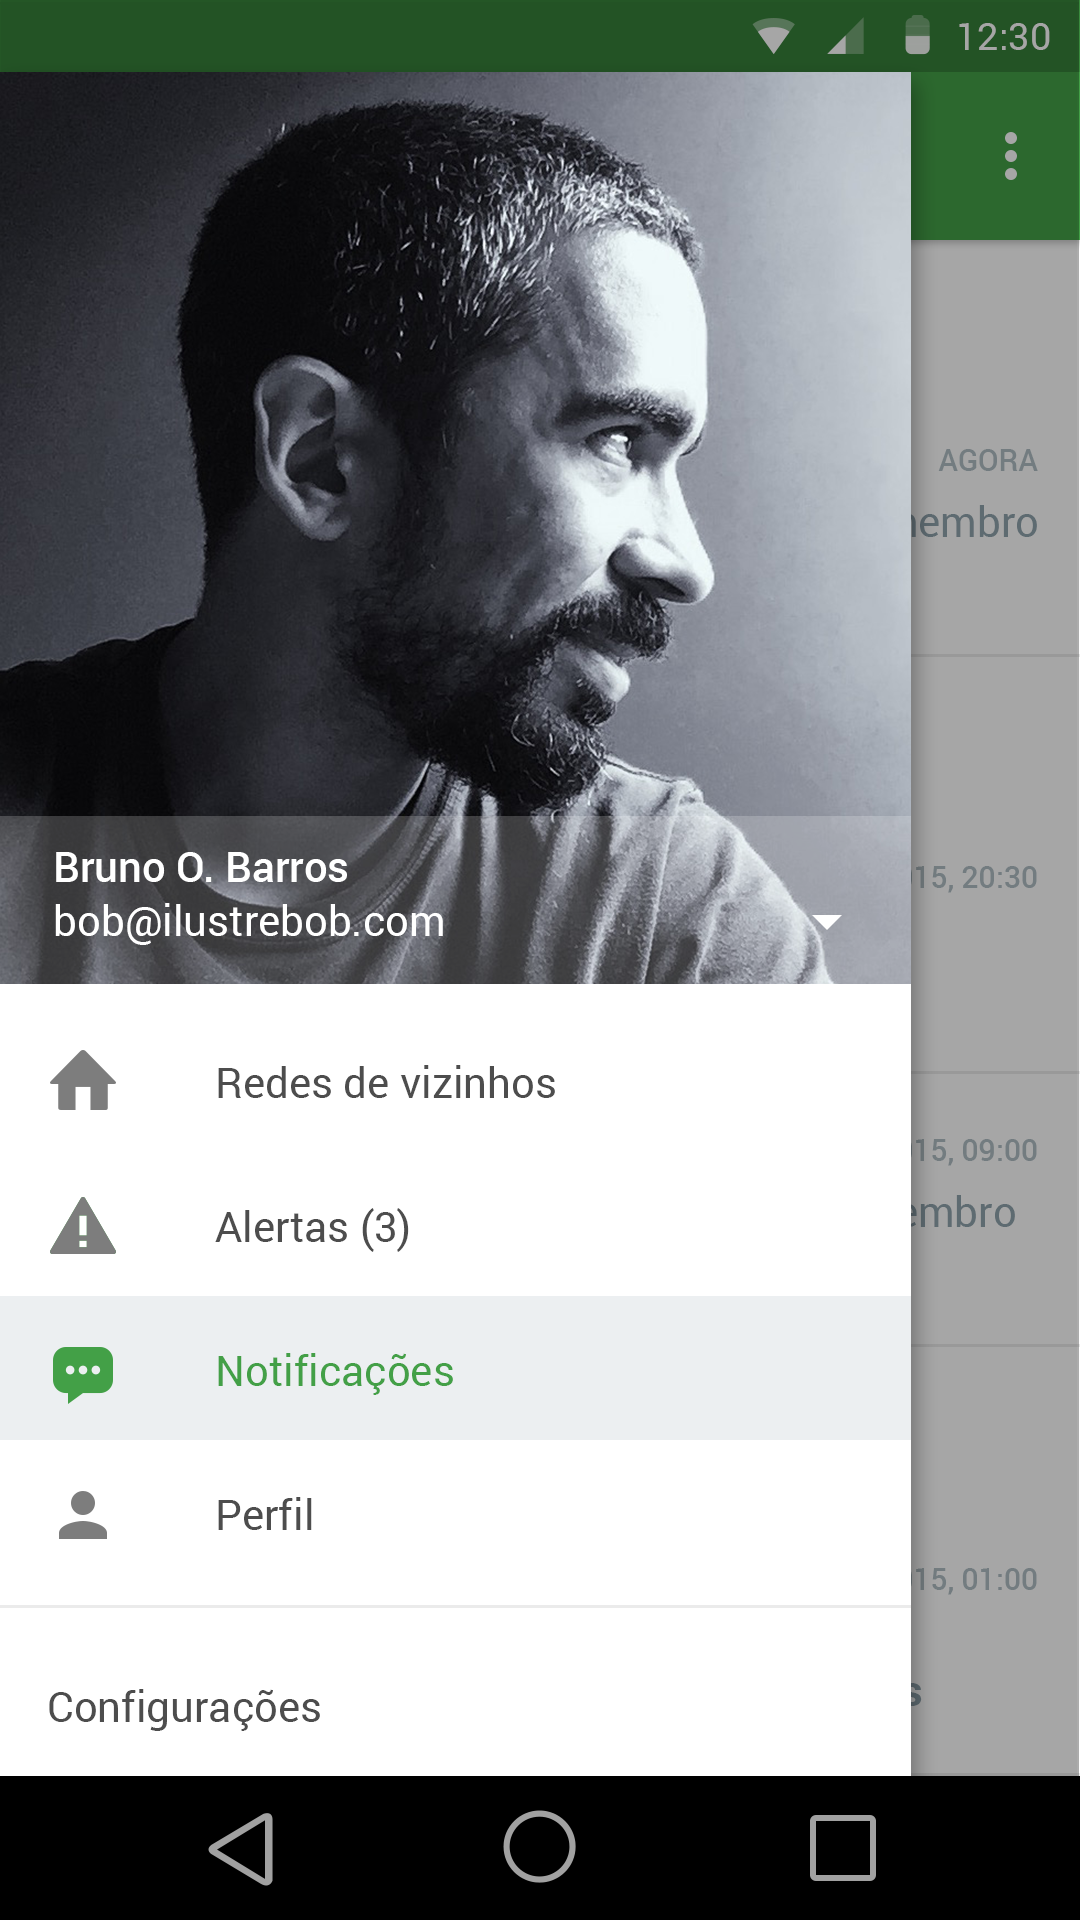 12:30
AGORA
embro
15, 20:30
15, 09:00
embro
15, 01:00
s
Bruno O. Barros
bob@ilustrebob.com
Redes de vizinhos
Alertas (3)
Notificações
Perfil
Configurações